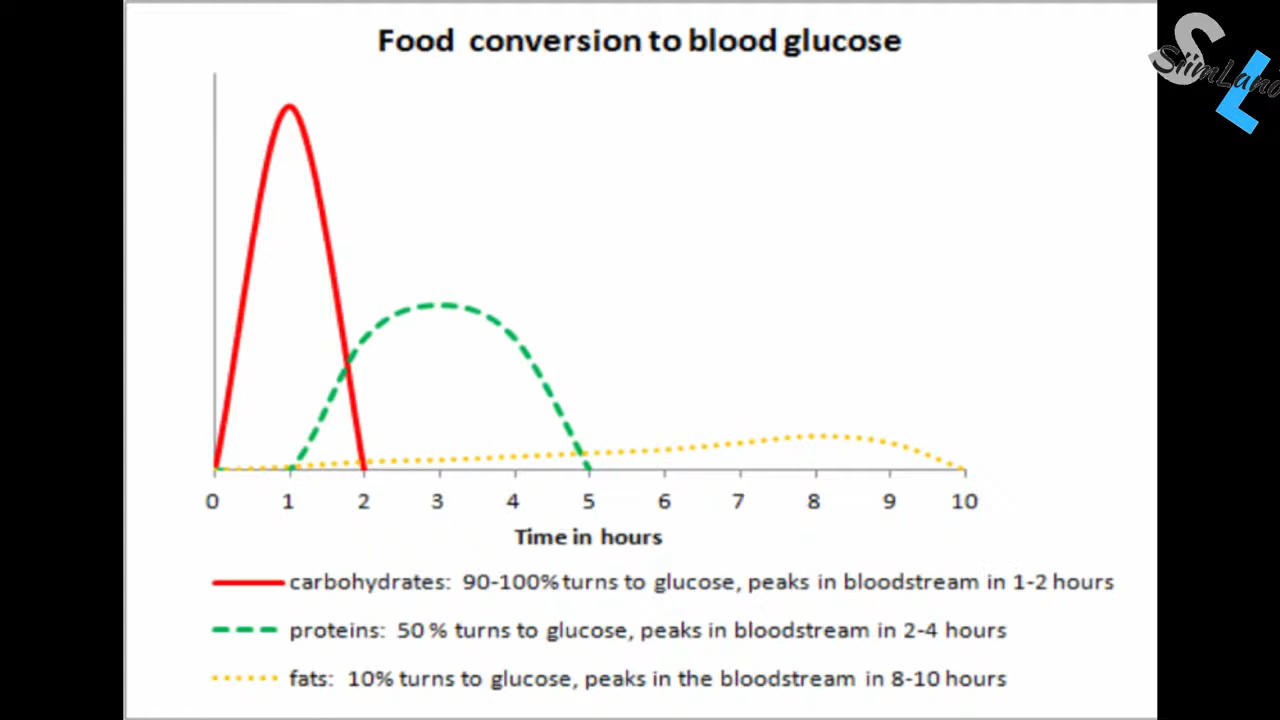 Food conversion to blood glucose
SiimLand
SL
0 1 2 3 4 5 6 7 8 9 10
Time in hours
carbohydrates: 90-100% turns to glucose, peaks in bloodstream in 1-2 hours
proteins: 50 % turns to glucose, peaks in bloodstream in 2-4 hours
fats: 10% turns to glucose, peaks in the bloodstream in 8-10 hours